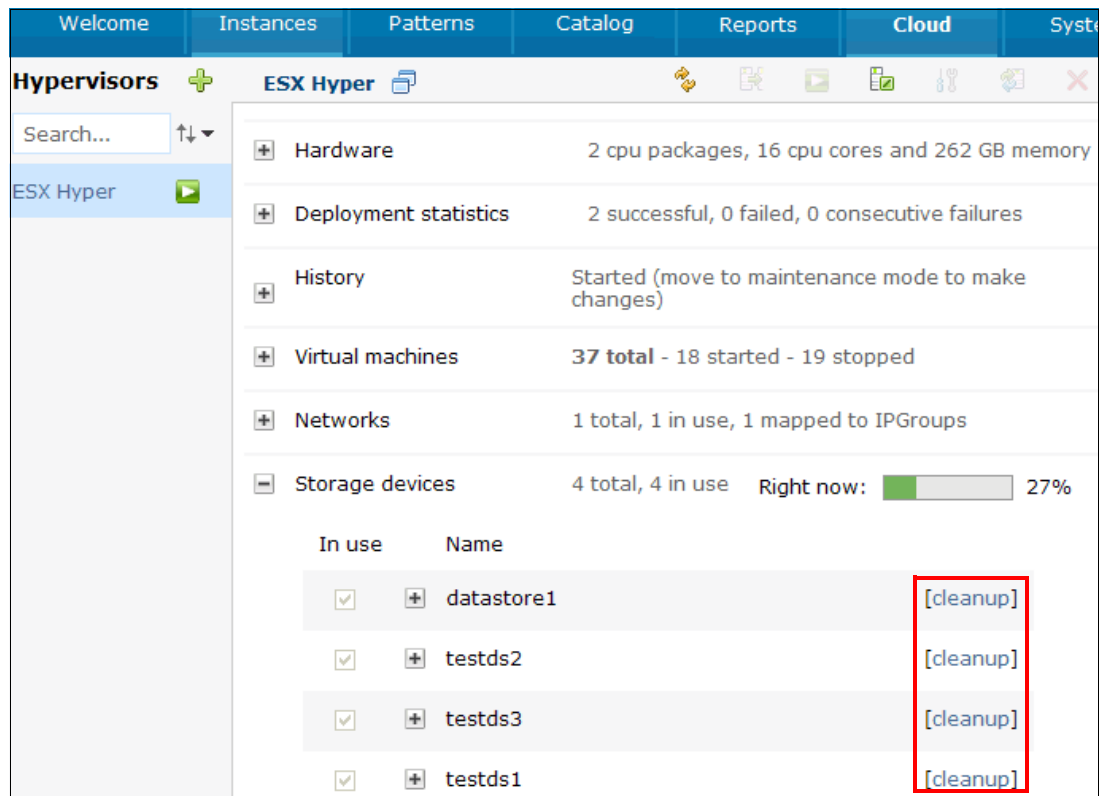 Welcome Instances Patterns Catalog Reports Cloud Syste
Hypervisors ESX Hyper
Search...
ESX Hyper
Hardware 2 cpu packages, 16 cpu cores and 262 GB memory
Deployment statistics 2 successful, 0 failed, 0 consecutive failures
History Started (move to maintenance mode to make
changes)
Virtual machines 37 total - 18 started - 19 stopped
Networks 1 total, 1 in use, 1 mapped to IPGroups
Storage devices 4 total, 4 in use Right now: 27%
In use Name
datastore1 [cleanup]
testds2 [cleanup]
testds3 [cleanup]
testds1 [cleanup]